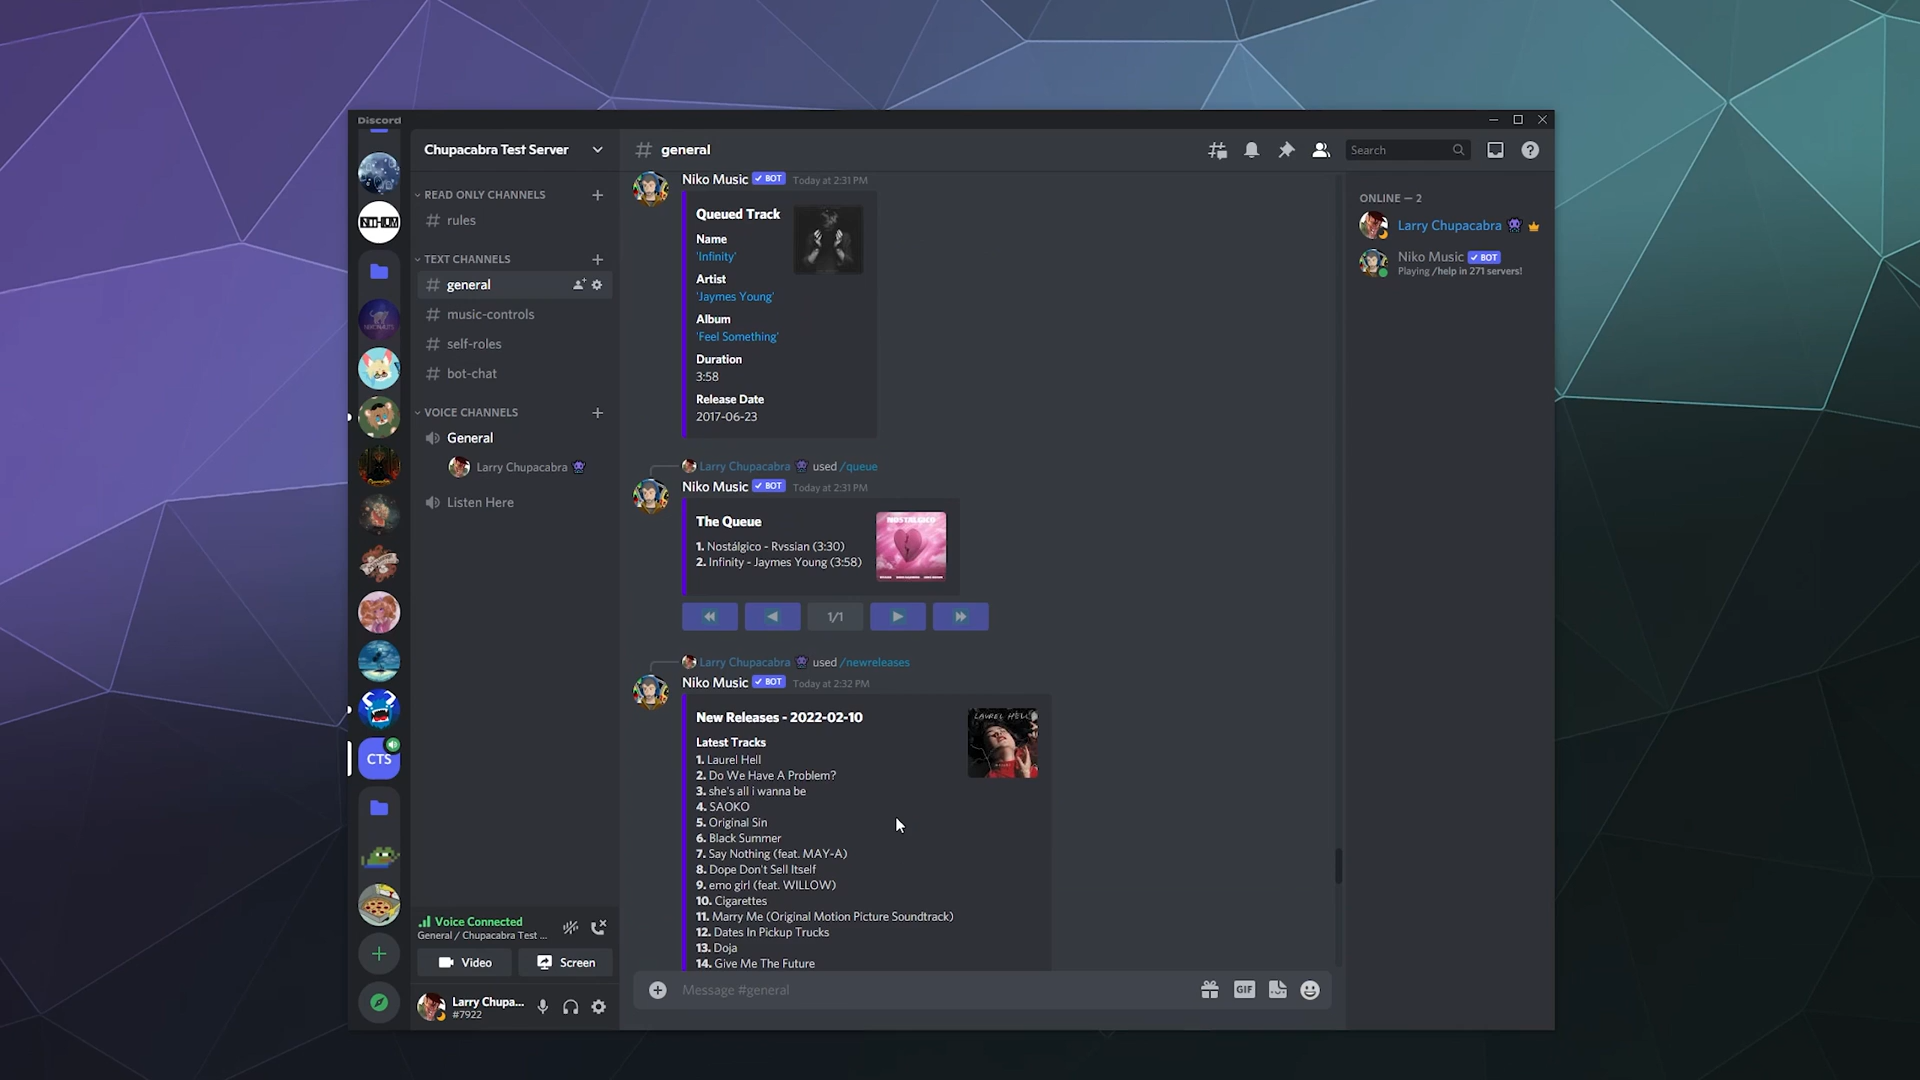 Discord
Chupacabra Test Server
READ ONLY CHANNELS
rules
TEXT CHANNELS
general
music-controls
self-roles
bot-chat
VOICE CHANNELS
General
Larry Chupacabra
Listen Here
CTS
Voice Connected
General / Chupacabra Test ...
Video
Screen
Larry Chupa...
#7922
general
Search
Niko Music ✓ BOT Today at 2:31 PM
Queued Track
Name
'Infinity'
Artist
'Jaymes Young'
Album
'Feel Something'
Duration
3:58
Release Date
2017-06-23
Larry Chupacabra used /queue
Niko Music ✓ BOT Today at 2:31 PM
The Queue
1. Nostálgico - Rvssian (3:30)
2. Infinity - Jaymes Young (3:58)
NOSTALGICO
1/1
Larry Chupacabra used /newreleases
Niko Music ✓ BOT Today at 2:32 PM
New Releases - 2022-02-10
LAUREL HELL
Latest Tracks
1. Laurel Hell
2. Do We Have A Problem?
3. she's all i wanna be
4. SAOKO
5. Original Sin
6. Black Summer
7. Say Nothing (feat. MAY-A)
8. Dope Don't Sell Itself
9. emo girl (feat. WILLOW)
10. Cigarettes
11. Marry Me (Original Motion Picture Soundtrack)
12. Dates In Pickup Trucks
13. Doja
14. Give Me The Future
Message #general
GIF
ONLINE — 2
Larry Chupacabra
Niko Music ✓ BOT
Playing /help in 271 servers!